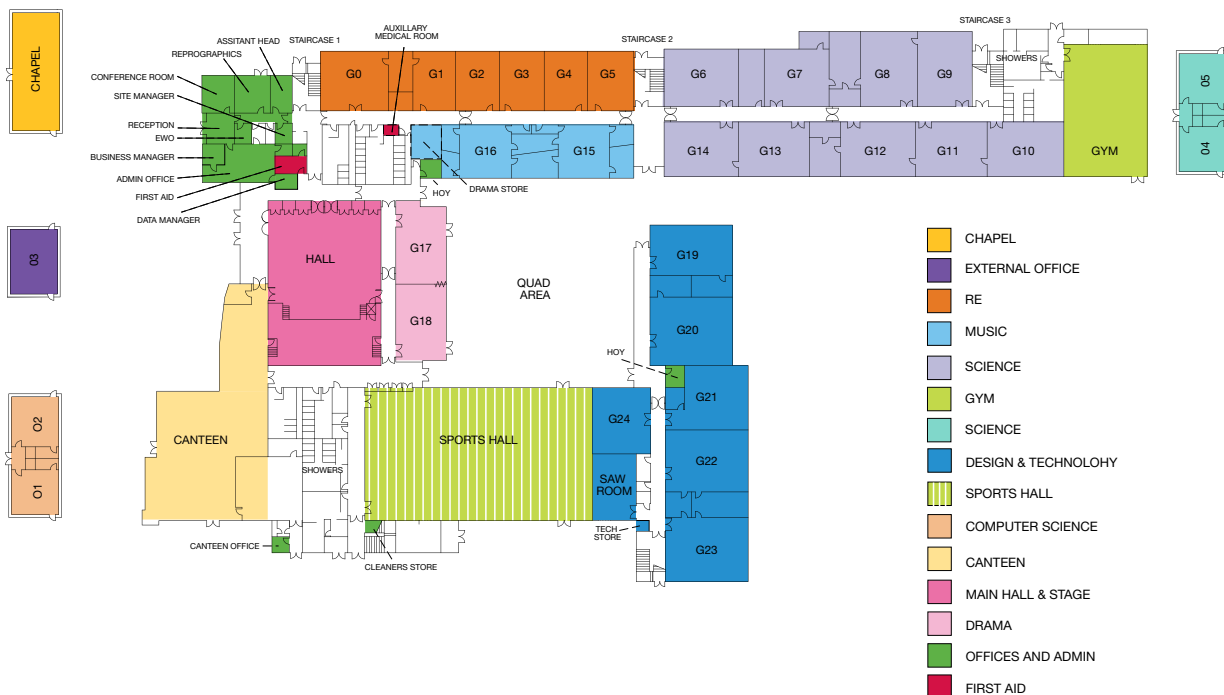 STAIRCASE 3
AUXILLARY
MEDICAL ROOM
ASSITANT HEAD
STAIRCASE 1
STAIRCASE 2
REPROGRAPHICS
SHOWERS
CONFERENCE ROOM
SITE MANAGER
CHAPEL
G0
G1
G2
G3
G4
G5
G6
G7
G8
G9
05
04
RECEPTION
EWO
BUSINESS MANAGER
ADMIN OFFICE
FIRST AID
DATA MANAGER
G16
G15
G14
G13
G12
G11
G10
GYM
HOY
DRAMA STORE
03
HALL
G17
G18
QUAD
AREA
G19
G20
HOY
G21
G22
G23
G24
SAW
ROOM
TECH
STORE
O2
O1
CANTEEN
SHOWERS
SPORTS HALL
CANTEEN OFFICE
CLEANERS STORE
CHAPEL
EXTERNAL OFFICE
RE
MUSIC
SCIENCE
GYM
SCIENCE
DESIGN & TECHNOLOHY
SPORTS HALL
COMPUTER SCIENCE
CANTEEN
MAIN HALL & STAGE
DRAMA
OFFICES AND ADMIN
FIRST AID